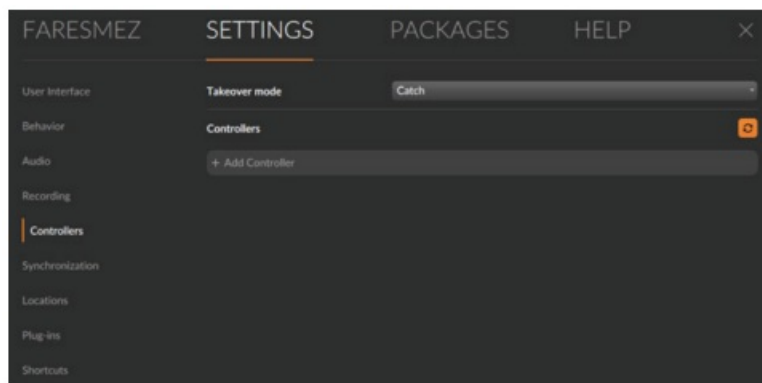 FARESMEZ SETTINGS PACKAGES HELP
User Interface
Takeover mode Catch
Behavior
Controllers
Audio
+ Add Controller
Recording
Controllers
Synchronization
Locations
Plug-ins
Shortcuts